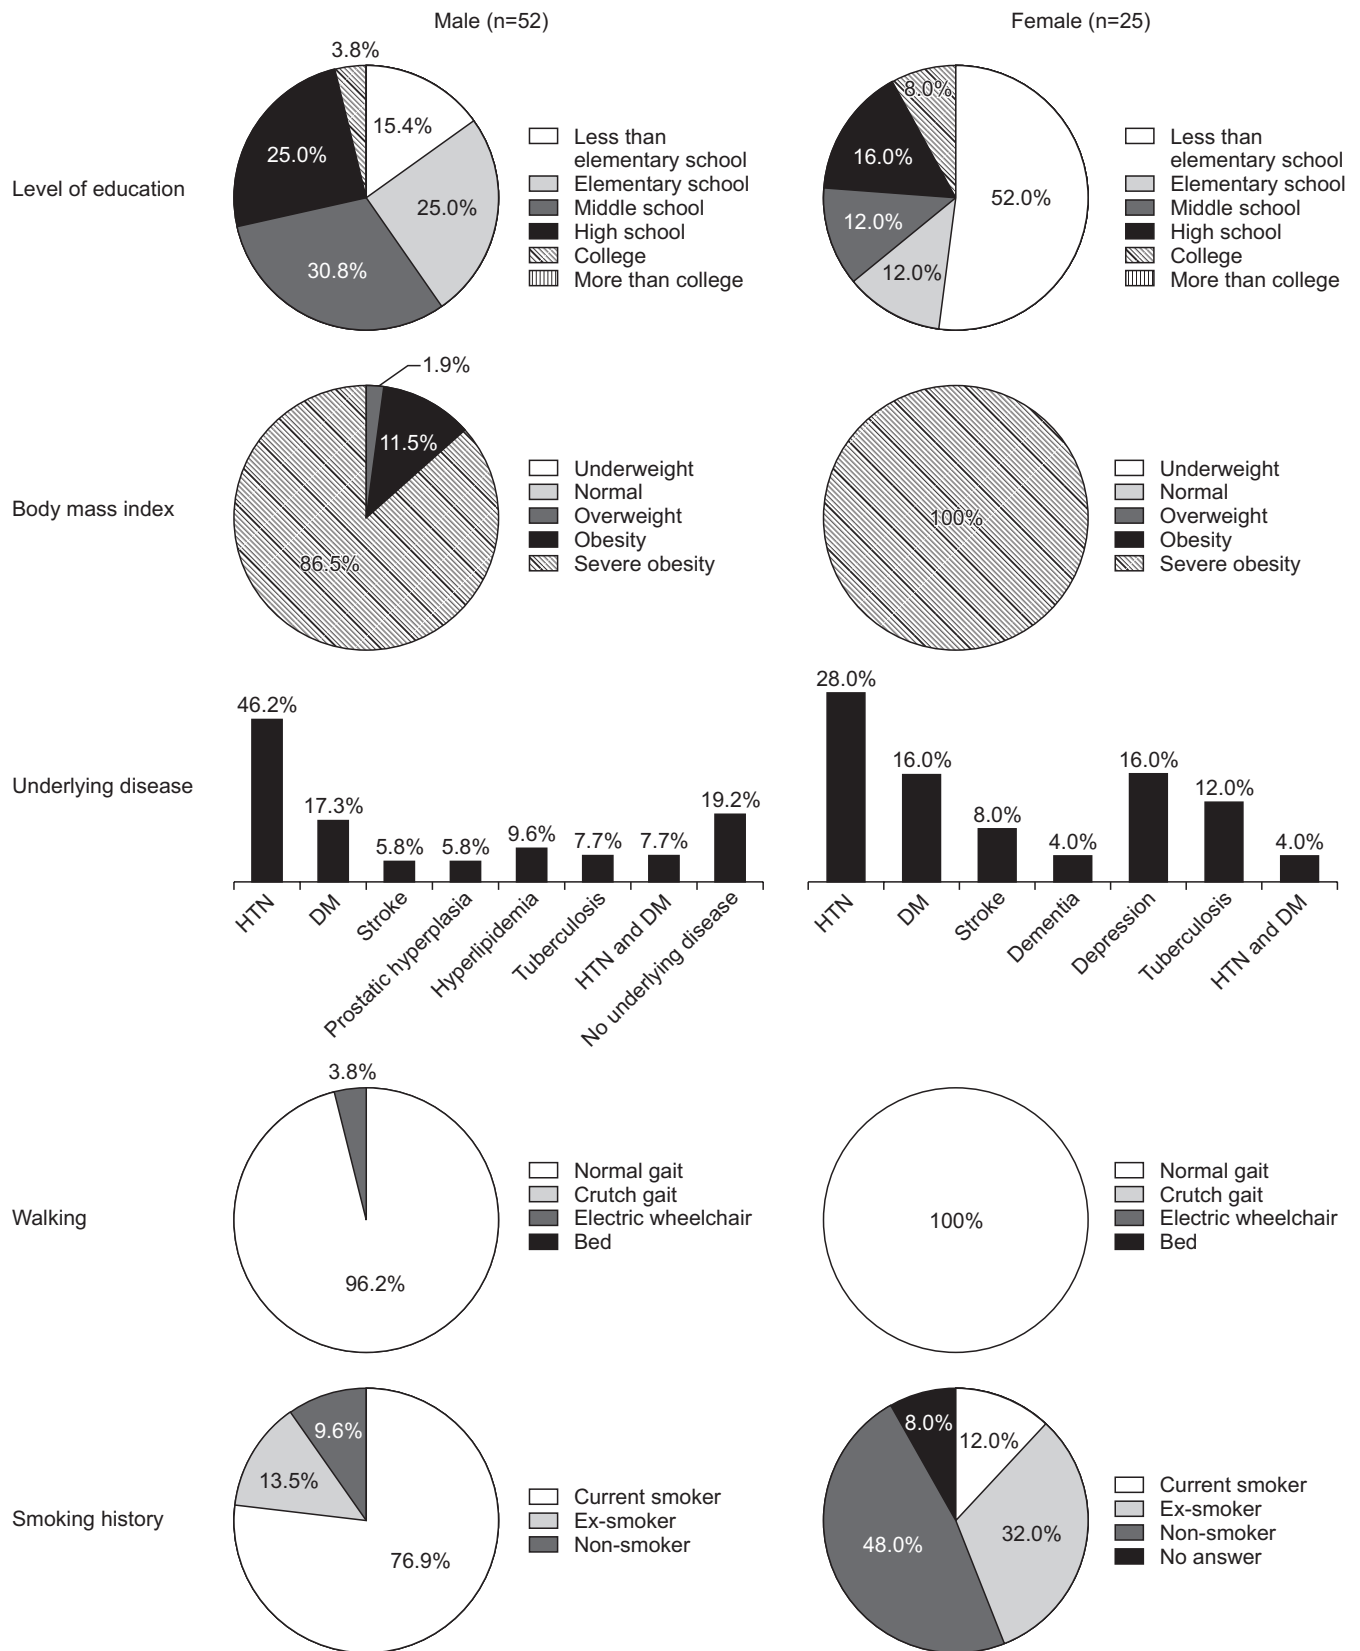 Male (n=52)
Female (n=25)
Level of education
3.8%
15.4%
25.0%
25.0%
30.8%
Less than
elementary school
Elementary school
Middle school
High school
College
More than college
8.0%
16.0%
52.0%
12.0%
12.0%
Less than
elementary school
Elementary school
Middle school
High school
College
More than college
Body mass index
1.9%
11.5%
86.5%
Underweight
Normal
Overweight
Obesity
Severe obesity
100%
Underweight
Normal
Overweight
Obesity
Severe obesity
Underlying disease
46.2%
17.3%
5.8%
5.8%
9.6%
7.7%
7.7%
19.2%
HTN
DM
Stroke
Prostatic hyperplasia
Hyperlipidemia
Tuberculosis
HTN and DM
No underlying disease
28.0%
16.0%
8.0%
4.0%
16.0%
12.0%
4.0%
HTN
DM
Stroke
Dementia
Depression
Tuberculosis
HTN and DM
Walking
3.8%
96.2%
Normal gait
Crutch gait
Electric wheelchair
Bed
100%
Normal gait
Crutch gait
Electric wheelchair
Bed
Smoking history
9.6%
13.5%
76.9%
Current smoker
Ex-smoker
Non-smoker
8.0%
12.0%
48.0%
32.0%
Current smoker
Ex-smoker
Non-smoker
No answer